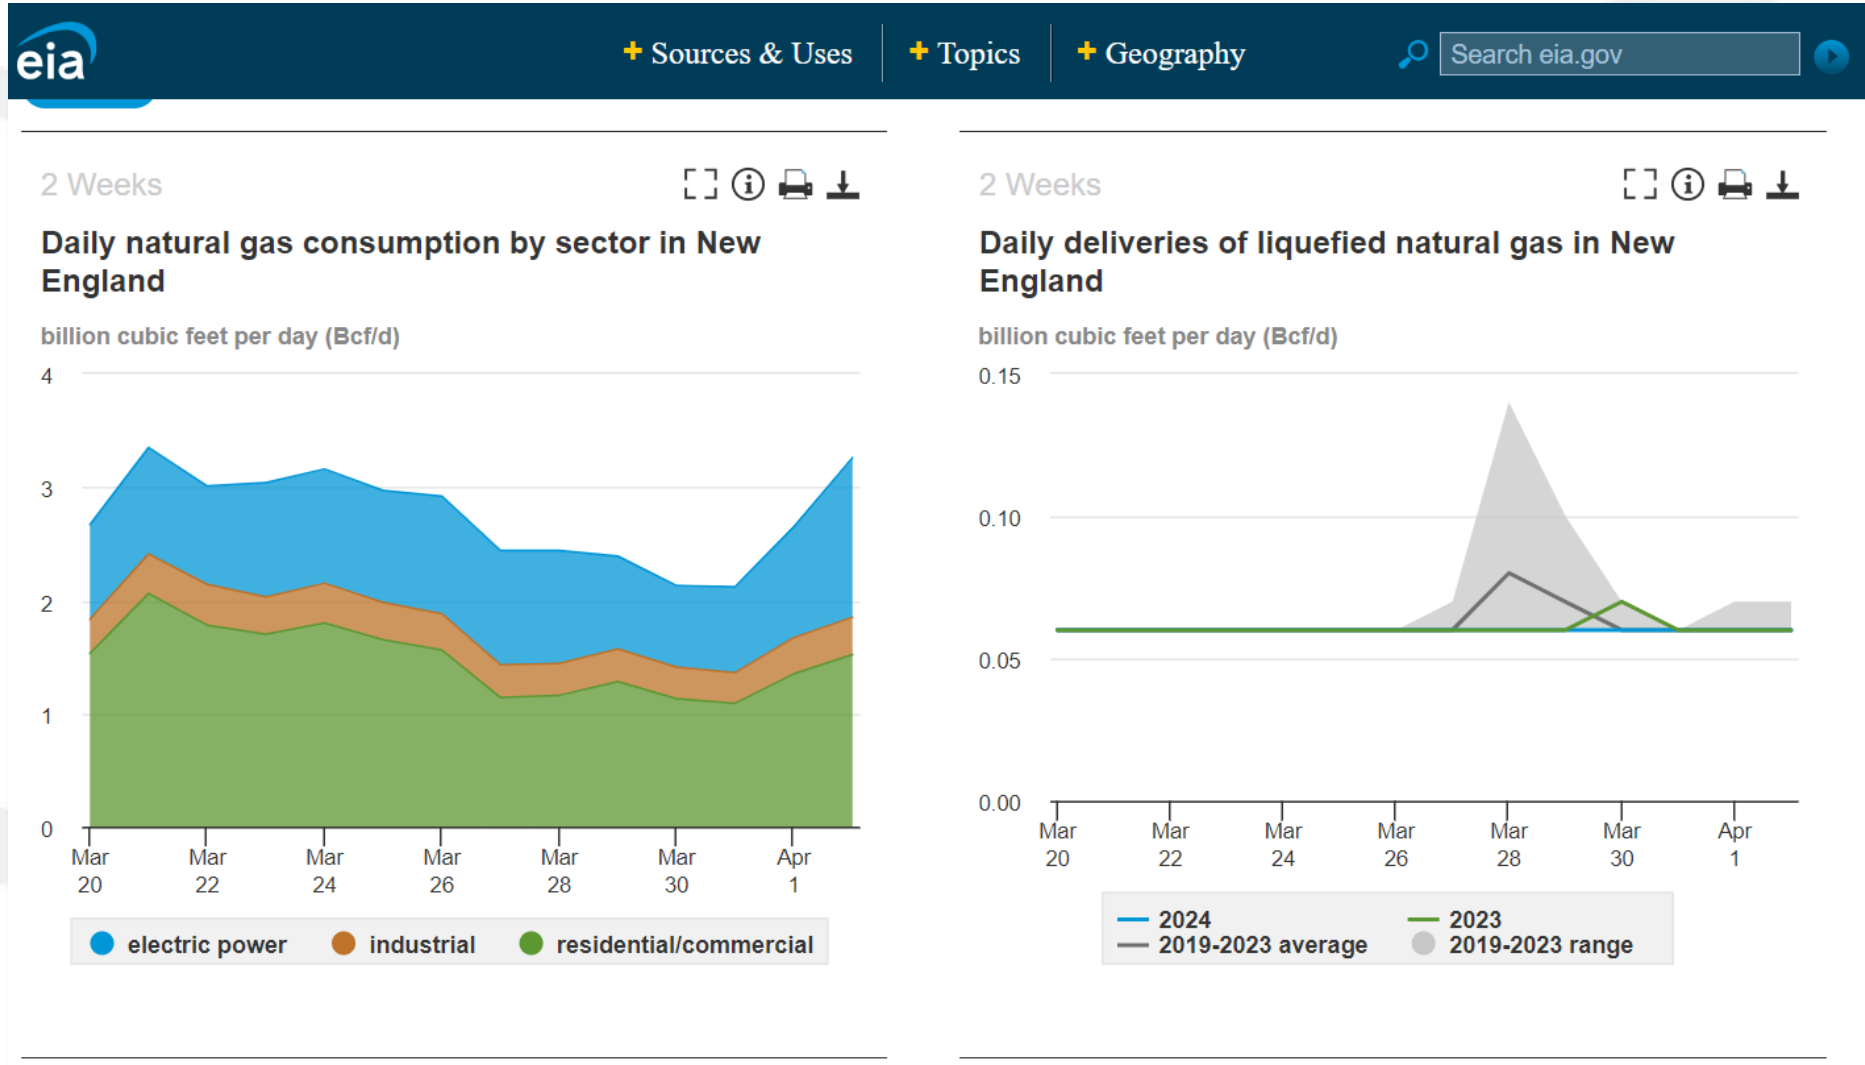 eia
+ Sources & Uses
+ Topics
+ Geography
Search eia.gov
2 Weeks
Daily natural gas consumption by sector in New
England
billion cubic feet per day (Bcf/d)
4
3
2
1
0
Mar
20
Mar
22
Mar
24
Mar
26
Mar
28
Mar
30
Apr
1
electric power
industrial
residential/commercial
2 Weeks
Daily deliveries of liquefied natural gas in New
England
billion cubic feet per day (Bcf/d)
0.15
0.10
0.05
0.00
Mar
20
Mar
22
Mar
24
Mar
26
Mar
28
Mar
30
Apr
1
2024
2023
2019-2023 average
2019-2023 range